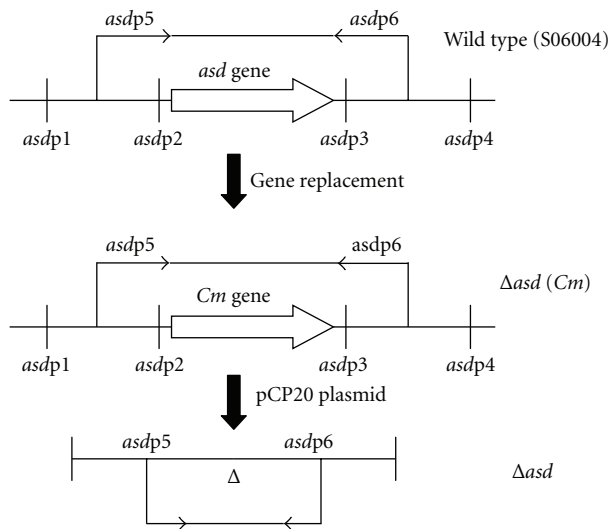 asdp5 asdp6
Wild type (S06004)
asd gene
asdp1 asdp2 asdp3 asdp4
Gene replacement
asdp5 asdp6
Δasd (Cm)
Cm gene
asdp1 asdp2 asdp3 asdp4
pCP20 plasmid
asdp5 asdp6
Δ
Δasd